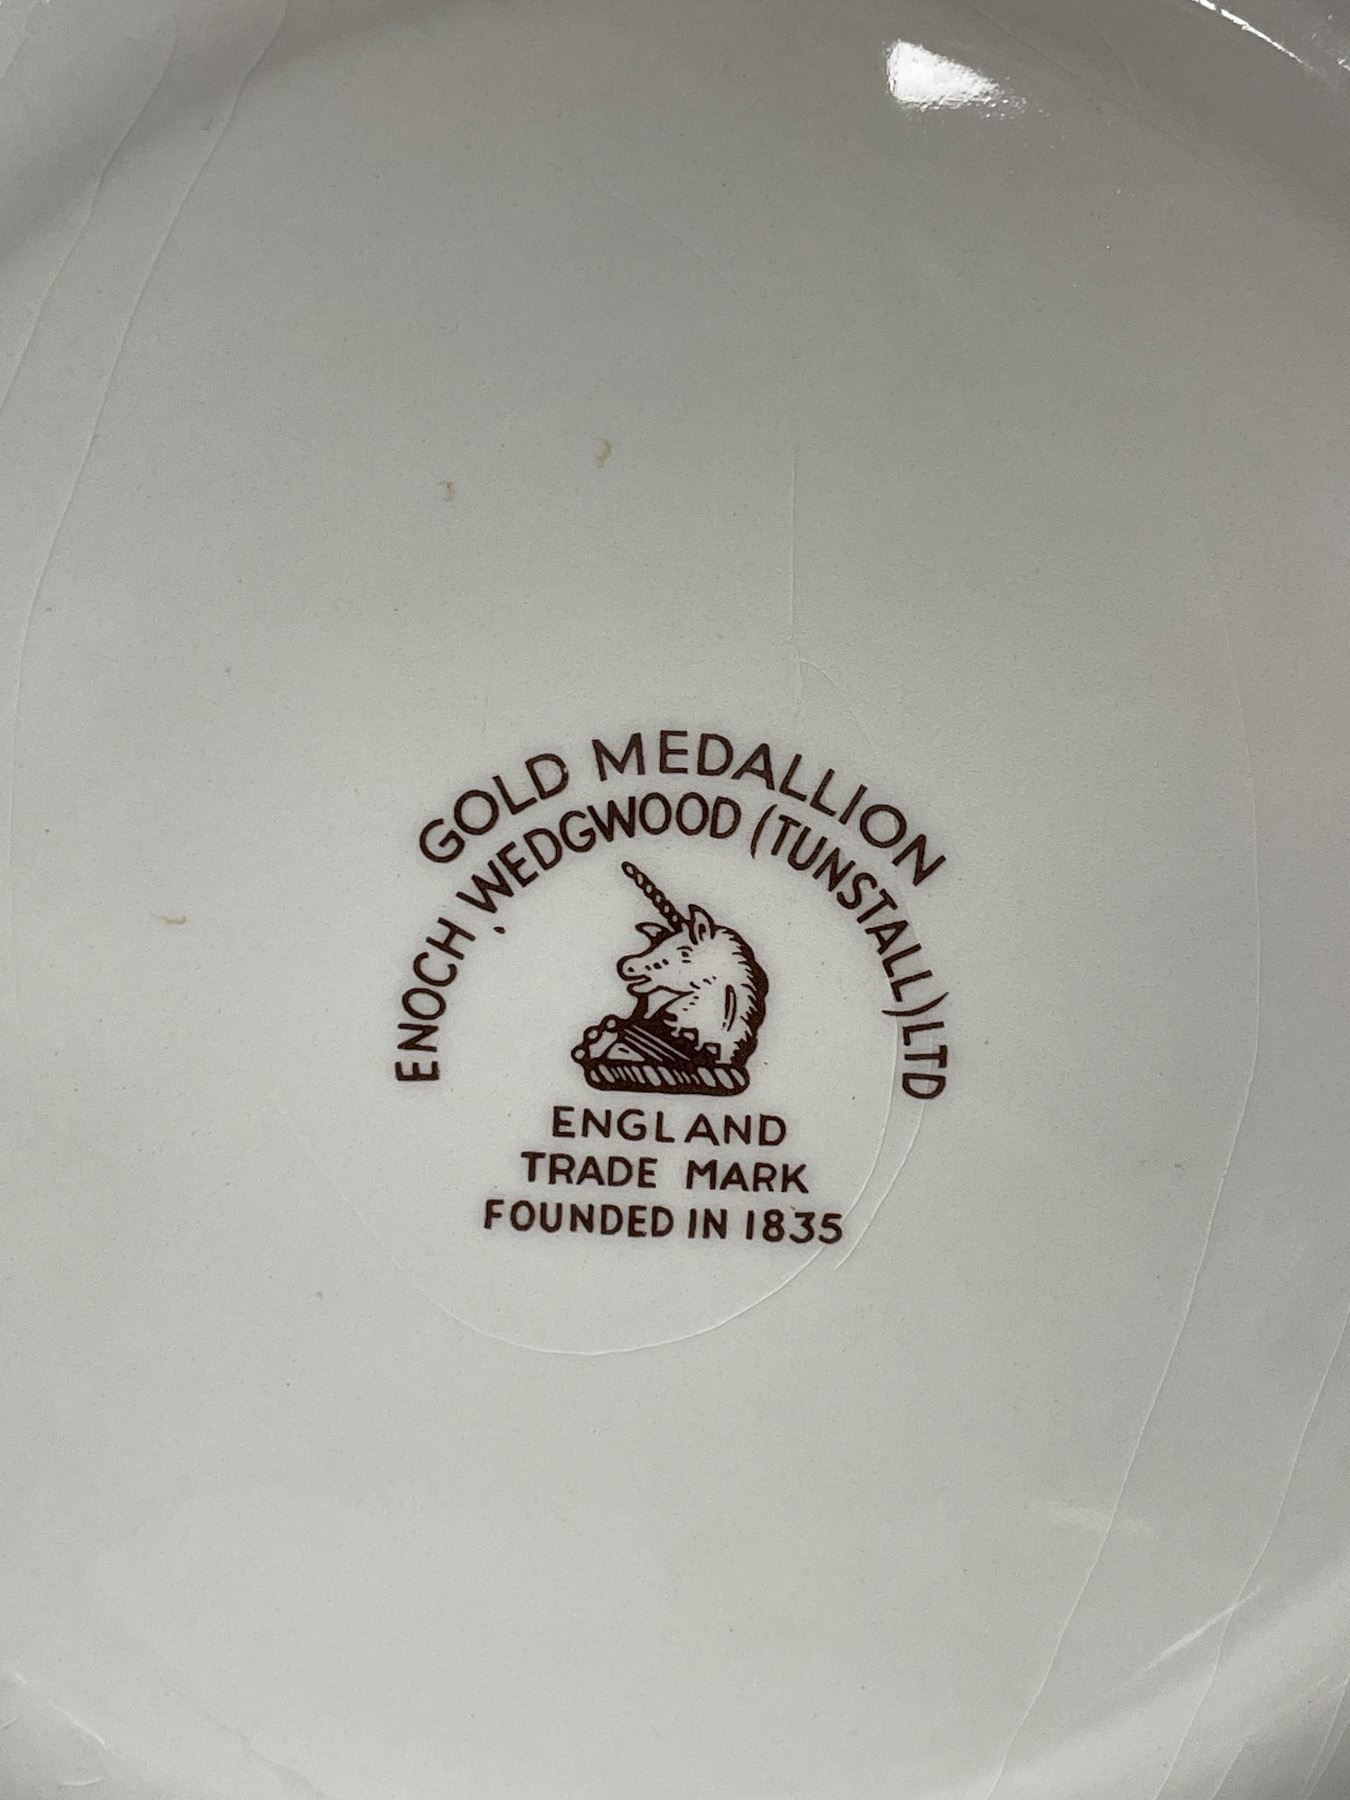 GOLD MEDALLION
ENOCH WEDGWOOD (TUNSTALL) LTD
ENGLAND
TRADE MARK
FOUNDED IN 1835